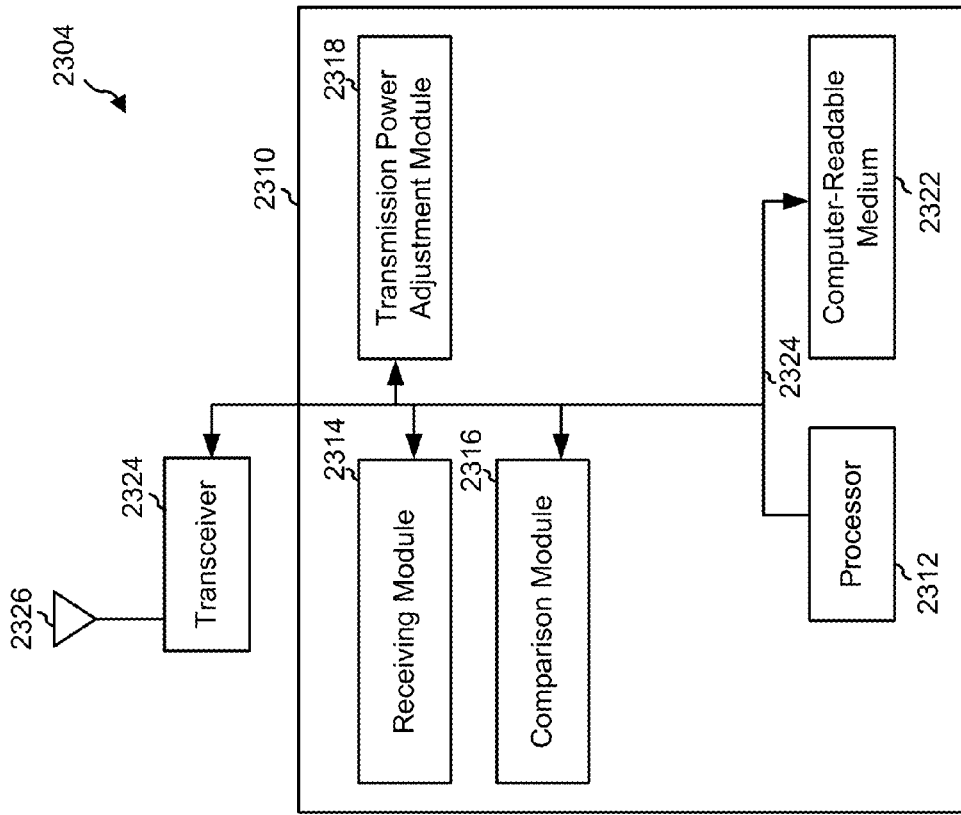 2304
2326
2324
Transceiver
2310
2314
Receiving Module
2318
Transmission Power
Adjustment Module
2316
Comparison Module
2324
Processor
2312
Computer-Readable
Medium
2322